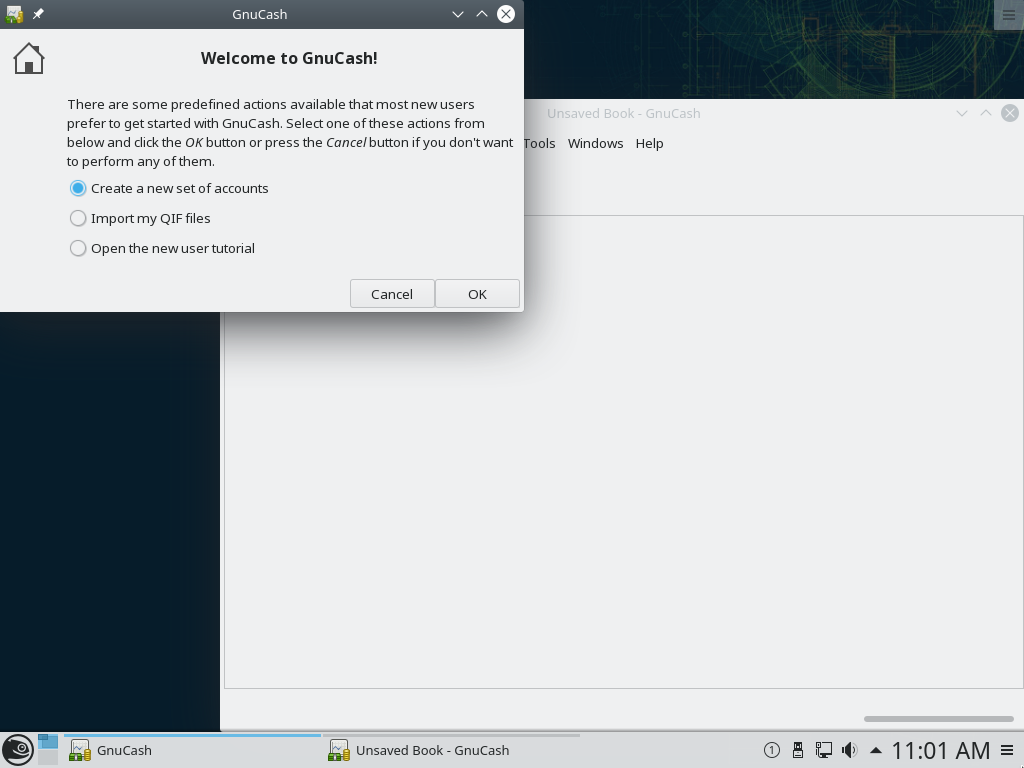 GnuCash
Welcome to GnuCash!
There are some predefined actions available that most new users
prefer to get started with GnuCash. Select one of these actions from
below and click the OK button or press the Cancel button if you don't want
to perform any of them.
Create a new set of accounts
Import my QIF files
Open the new user tutorial
Cancel OK
Unsaved Book - GnuCash
Tools Windows Help
GnuCash
Unsaved Book - GnuCash
1
11:01 AM